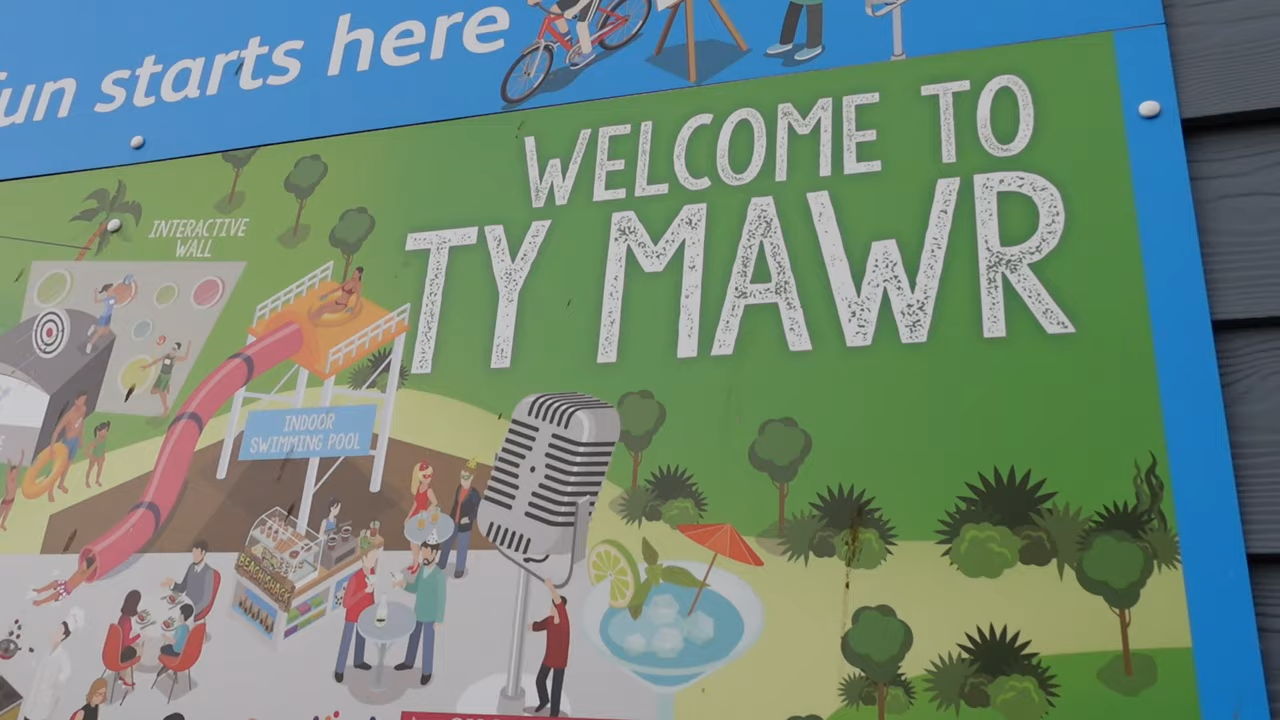 fun starts here
WELCOME TO
TY MAWR
INTERACTIVE
WALL
INDOOR
SWIMMING POOL
BEACH SHACK